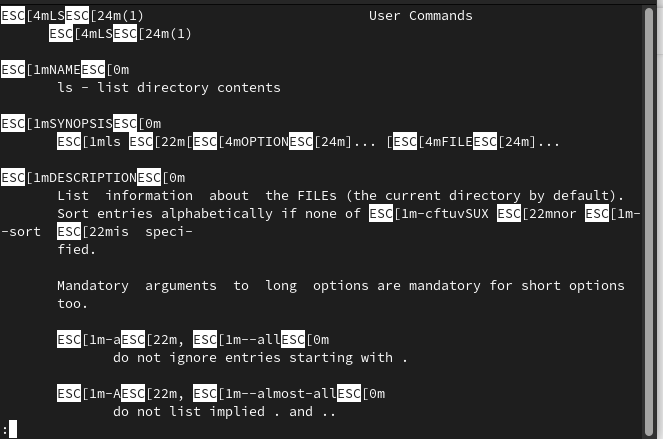 ESC[4mLSESC[24m(1)                            User Commands
      ESC[4mLSESC[24m(1)
ESC[1mNAMEESC[0m
       ls - list directory contents
ESC[1mSYNOPSISESC[0m
       ESC[1mls ESC[22m[ESC[4mOPTIONESC[24m]... [ESC[4mFILEESC[24m]...
ESC[1mDESCRIPTIONESC[0m
       List  information  about  the FILEs (the current directory by default).
       Sort entries alphabetically if none of ESC[1m-cftuvSUX ESC[22mnor ESC[1m-
-sort  ESC[22mis  speci-
       fied.
       Mandatory  arguments  to  long  options are mandatory for short options
       too.
       ESC[1m-aESC[22m, ESC[1m--allESC[0m
              do not ignore entries starting with .
       ESC[1m-AESC[22m, ESC[1m--almost-allESC[0m
              do not list implied . and ..
: